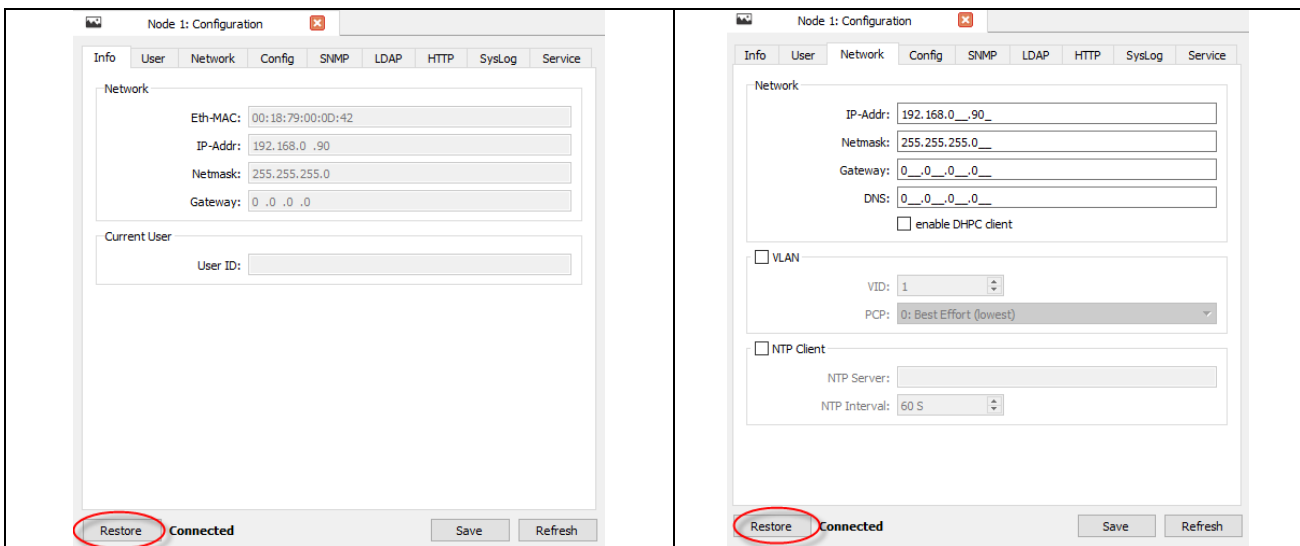 Node 1: Configuration
Info User Network Config SNMP LDAP HTTP SysLog Service
Network
Eth-MAC: 00:18:79:00:0D:42
IP-Addr: 192.168.0 .90
Netmask: 255.255.255.0
Gateway: 0 .0 .0 .0
Current User
User ID:
Restore Connected Save Refresh
Node 1: Configuration
Info User Network Config SNMP LDAP HTTP SysLog Service
Network
IP-Addr: 192.168.0__.90_
Netmask: 255.255.255.0__
Gateway: 0__.0__.0__.0__
DNS: 0__.0__.0__.0__
enable DHPC client
VLAN
VID: 1
PCP: 0: Best Effort (lowest)
NTP Client
NTP Server:
NTP Interval: 60 S
Restore Connected Save Refresh